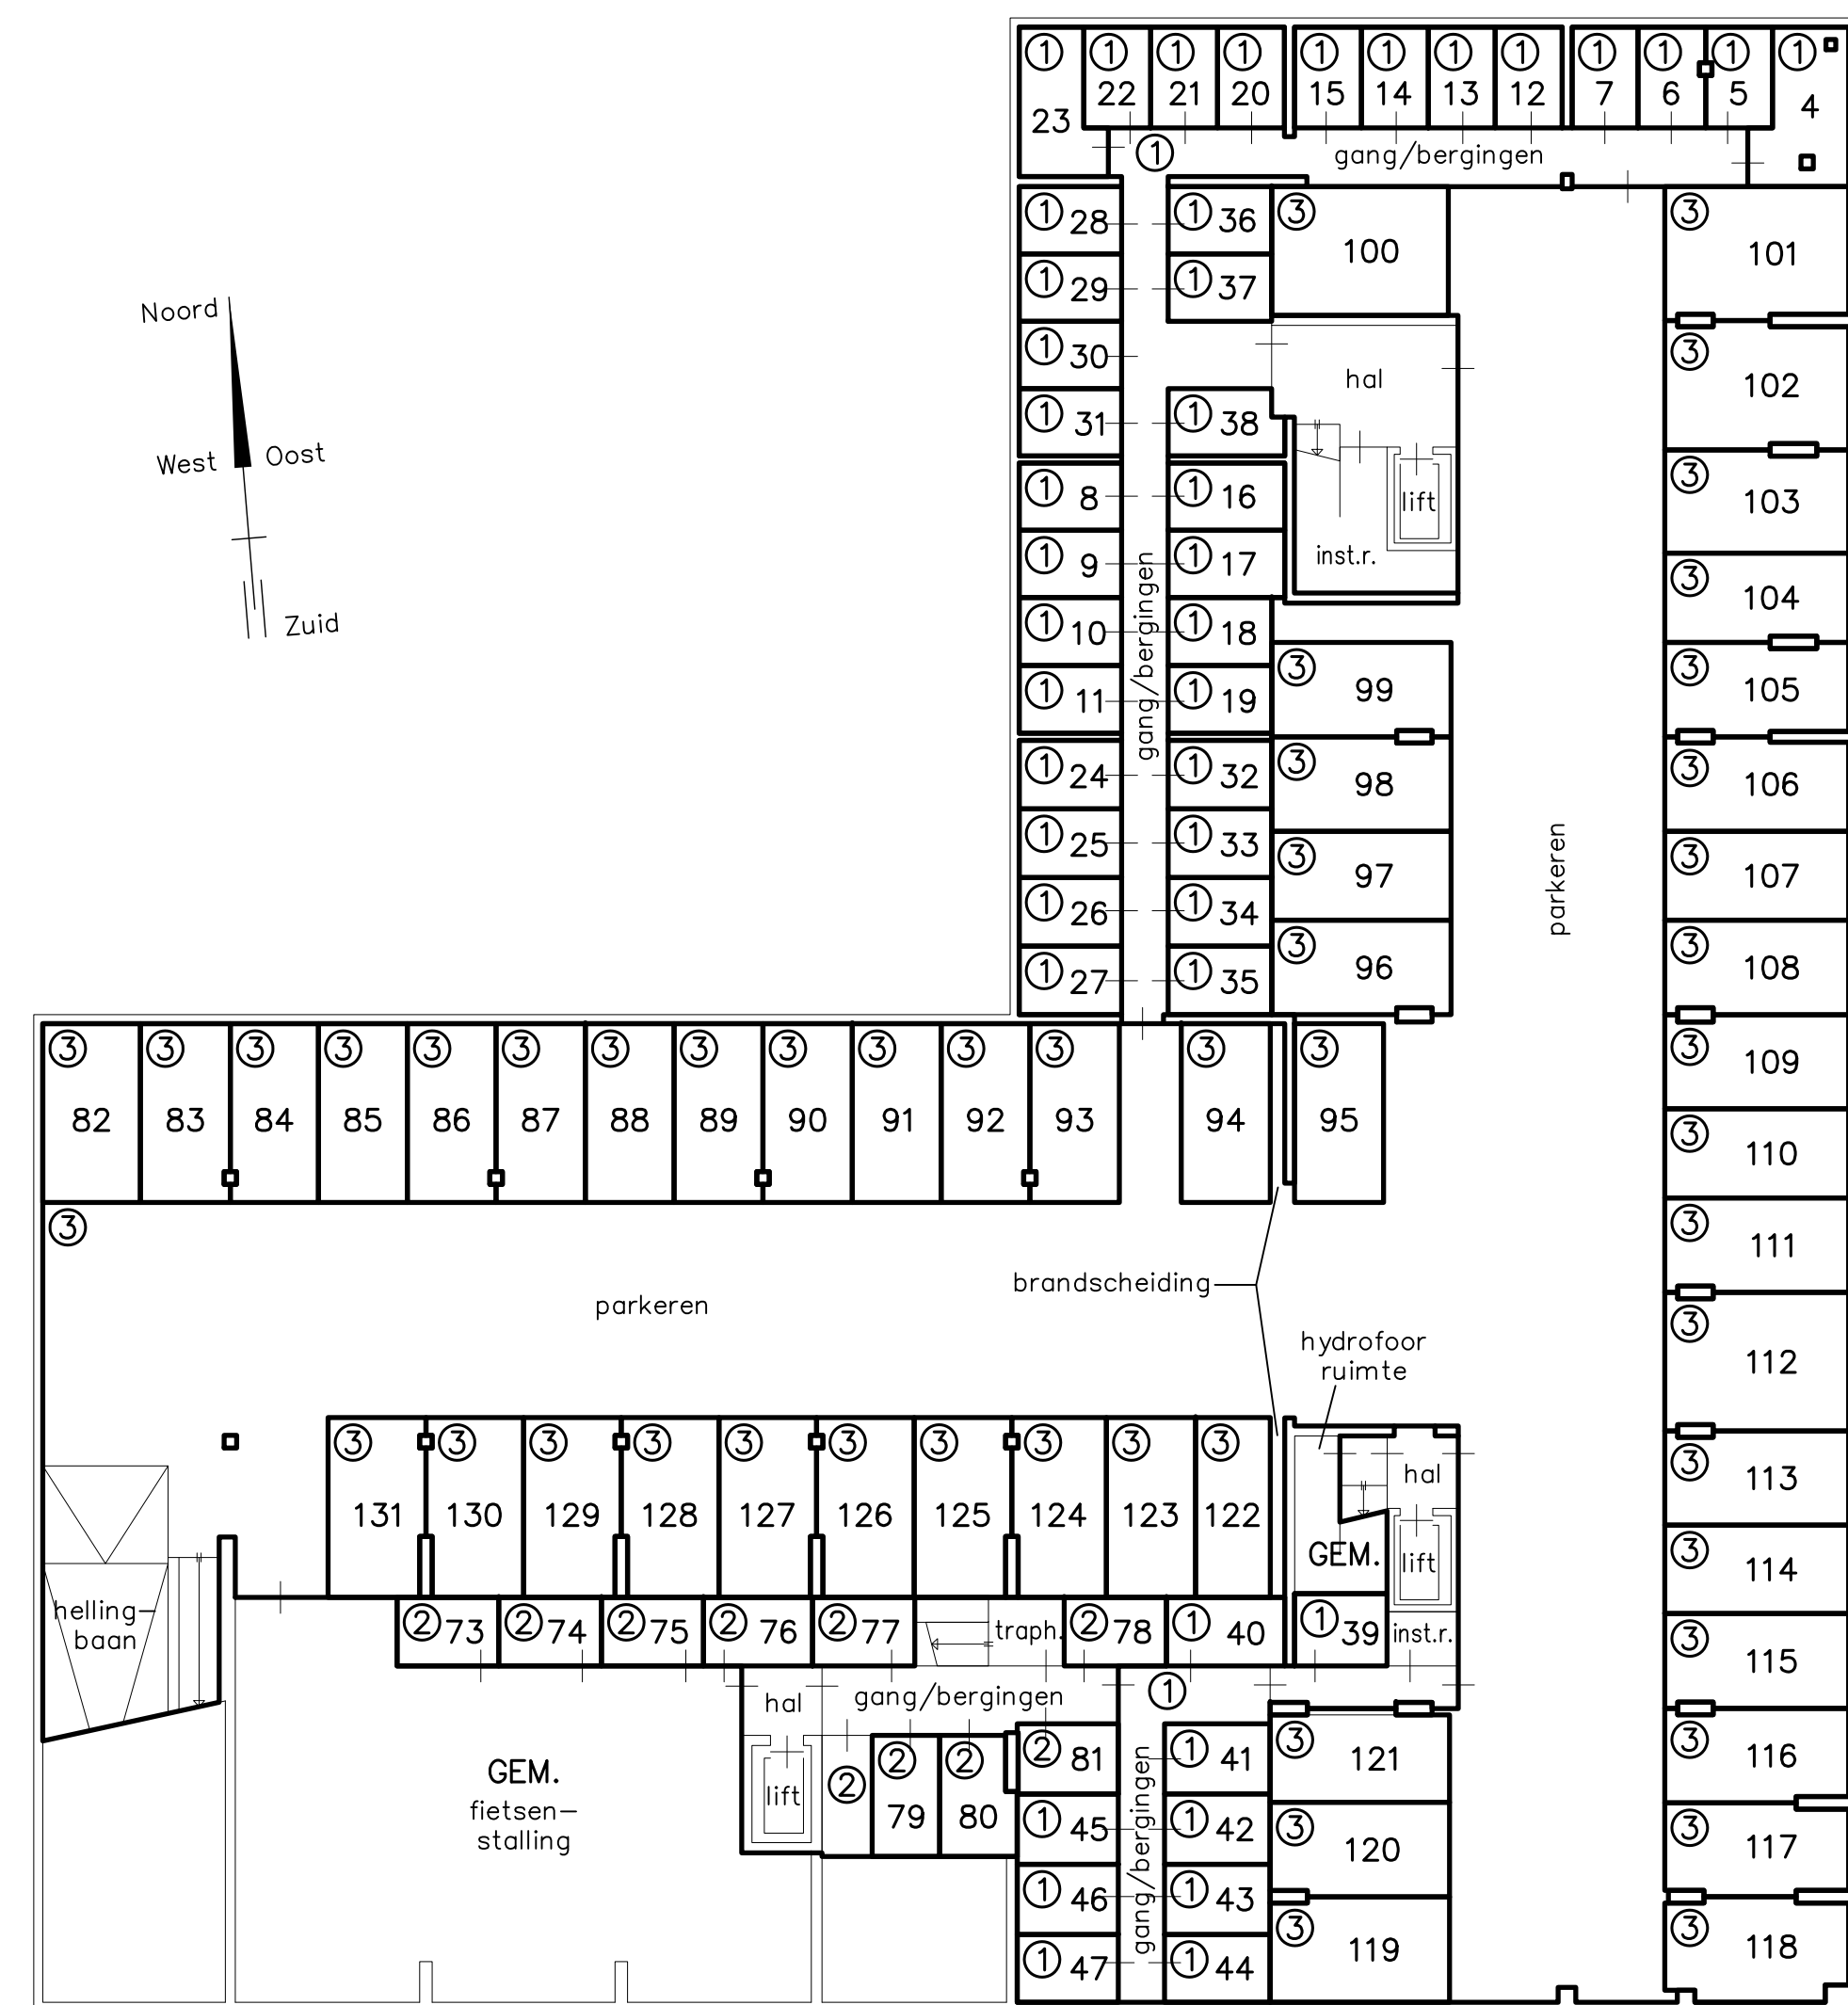 ① ① ① ① ① ① ① ① ① ① ① ①
23 22 21 20 15 14 13 12 7 6 5 4
① gang/bergingen
① 28 ① 36 ③ 100 ③ 101
① 29 ① 37
Noord
① 30 hal ③ 102
① 31 ① 38
West Oost
① 8 ① 16 lift ③ 103
① 9 ① 17 inst.r.
gang/bergingen
① 10 ① 18 ③ 104
Zuid
① 11 ① 19 ③ 99 ③ 105
① 24 ① 32 ③ 98 ③ 106
① 25 ① 33 ③ 97 ③ 107
parkeren
① 26 ① 34 ③ 96 ③ 108
① 27 ① 35
③ ③ ③ ③ ③ ③ ③ ③ ③ ③ ③ ③ ③ ③ ③ 109
82 83 84 85 86 87 88 89 90 91 92 93 94 95
③ 110
③
③ 111
brandscheiding
parkeren
hydrofoor
ruimte
③ 112
③ ③ ③ ③ ③ ③ ③ ③ ③ ③
131 130 129 128 127 126 125 124 123 122
hal
③ 113
GEM.
lift
③ 114
helling-
baan
② 73 ② 74 ② 75 ② 76 ② 77 traph. ② 78 ① 40 ① 39 inst.r.
③ 115
hal gang/bergingen ①
② 81 ① 41 ③ 121 ③ 116
GEM.
fietsen-
stalling
lift ② ② 79 ② 80
gang/bergingen
① 45 ① 42 ③ 120 ③ 117
① 46 ① 43
① 47 ① 44 ③ 119 ③ 118